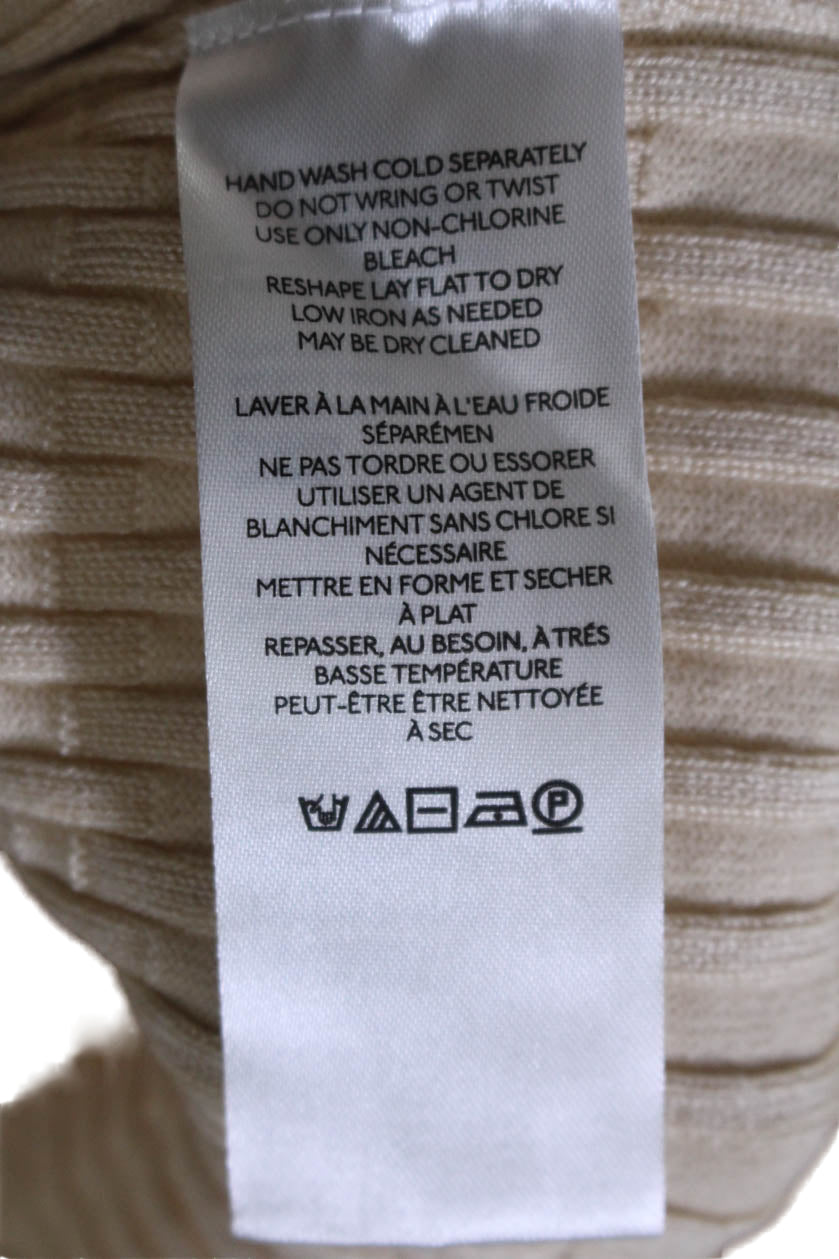 HAND WASH COLD SEPARATELY
DO NOT WRING OR TWIST
USE ONLY NON-CHLORINE
BLEACH
RESHAPE LAY FLAT TO DRY
LOW IRON AS NEEDED
MAY BE DRY CLEANED
LAVER À LA MAIN À L'EAU FROIDE
SÉPARÉMEN
NE PAS TORDRE OU ESSORER
UTILISER UN AGENT DE
BLANCHIMENT SANS CHLORE SI
NÉCESSAIRE
METTRE EN FORME ET SECHER
À PLAT
REPASSER, AU BESOIN, À TRÉS
BASSE TEMPÉRATURE
PEUT-ÊTRE ÊTRE NETTOYÉE
À SEC
P